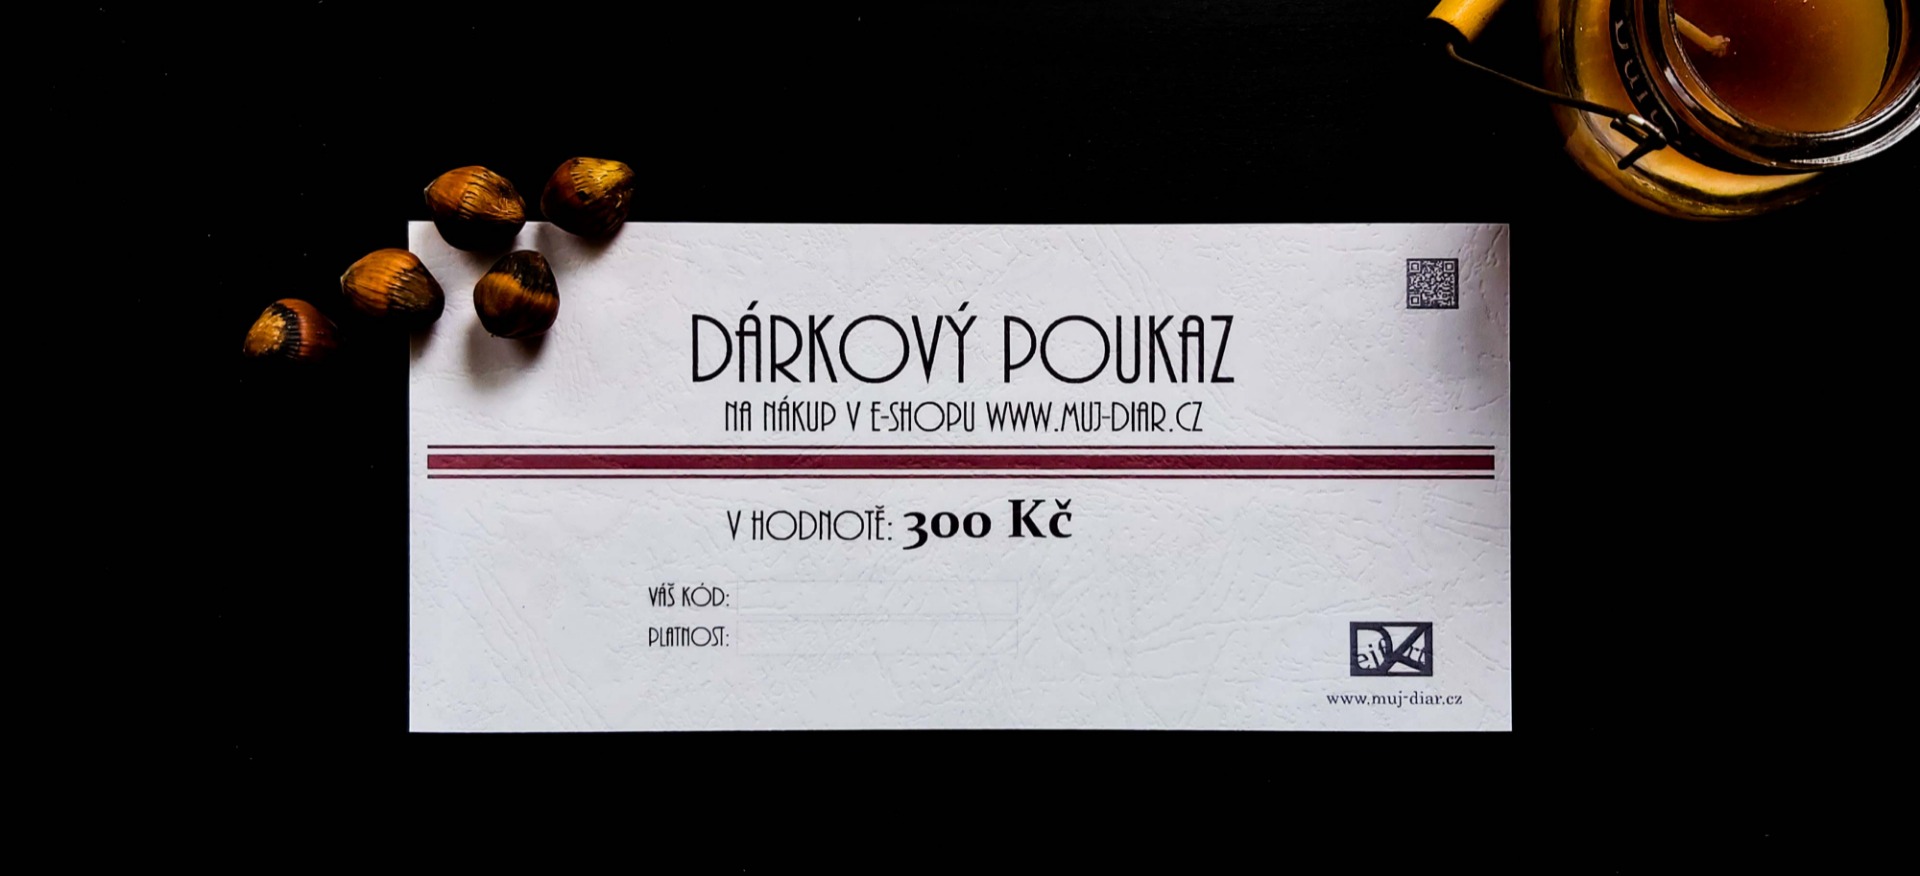 DÁRKOVÝ POUKAZ
NA NÁKUP V E-SHOPU WWW.MUJ-DIAR.CZ
V HODNOTĚ: 300 Kč
VÁŠ KÓD:
PLATNOST:
www.muj-diar.cz